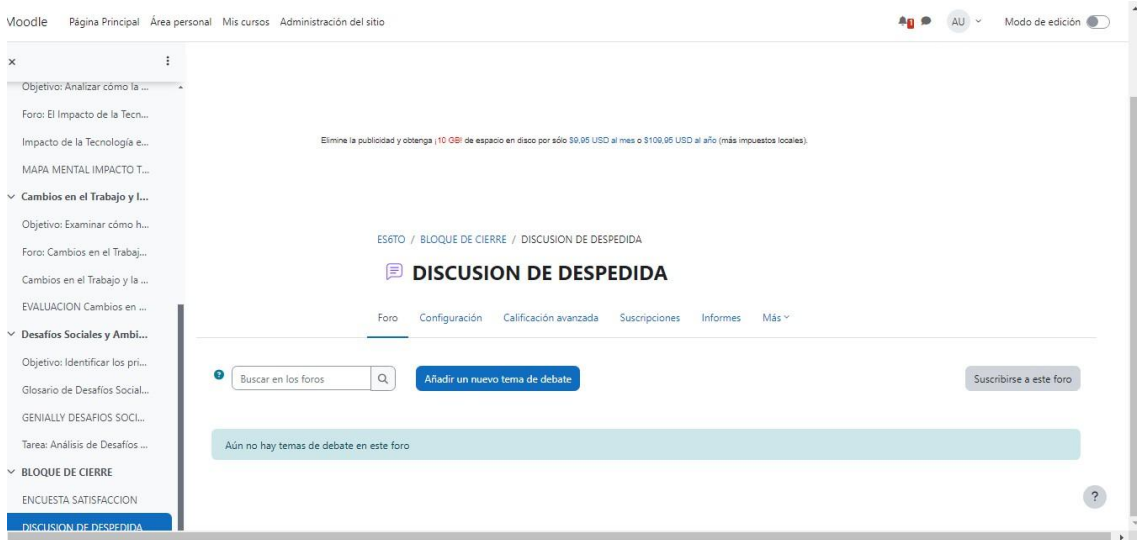 Moodle Página Principal Área personal Mis cursos Administración del sitio 1 AU Modo de edición
Objetivo: Analizar cómo la ...
Foro: El Impacto de la Tecn...
Impacto de la Tecnología e...
MAPA MENTAL IMPACTO T...
Cambios en el Trabajo y l...
Objetivo: Examinar cómo h...
Foro: Cambios en el Trabaj...
Cambios en el Trabajo y la ...
EVALUACION Cambios en ...
Desafíos Sociales y Ambi...
Objetivo: Identificar los pri...
Glosario de Desafíos Social...
GENIALLY DESAFIOS SOCI...
Tarea: Análisis de Desafíos ...
BLOQUE DE CIERRE
ENCUESTA SATISFACCION
DISCUSION DE DESPEDIDA
Elimine la publicidad y obtenga ¡10 GB! de espacio en disco por sólo $9,95 USD al mes o $109,95 USD al año (más impuestos locales).
ES6TO / BLOQUE DE CIERRE / DISCUSION DE DESPEDIDA
DISCUSION DE DESPEDIDA
Foro Configuración Calificación avanzada Suscripciones Informes Más
Buscar en los foros Añadir un nuevo tema de debate Suscribirse a este foro
Aún no hay temas de debate en este foro
?